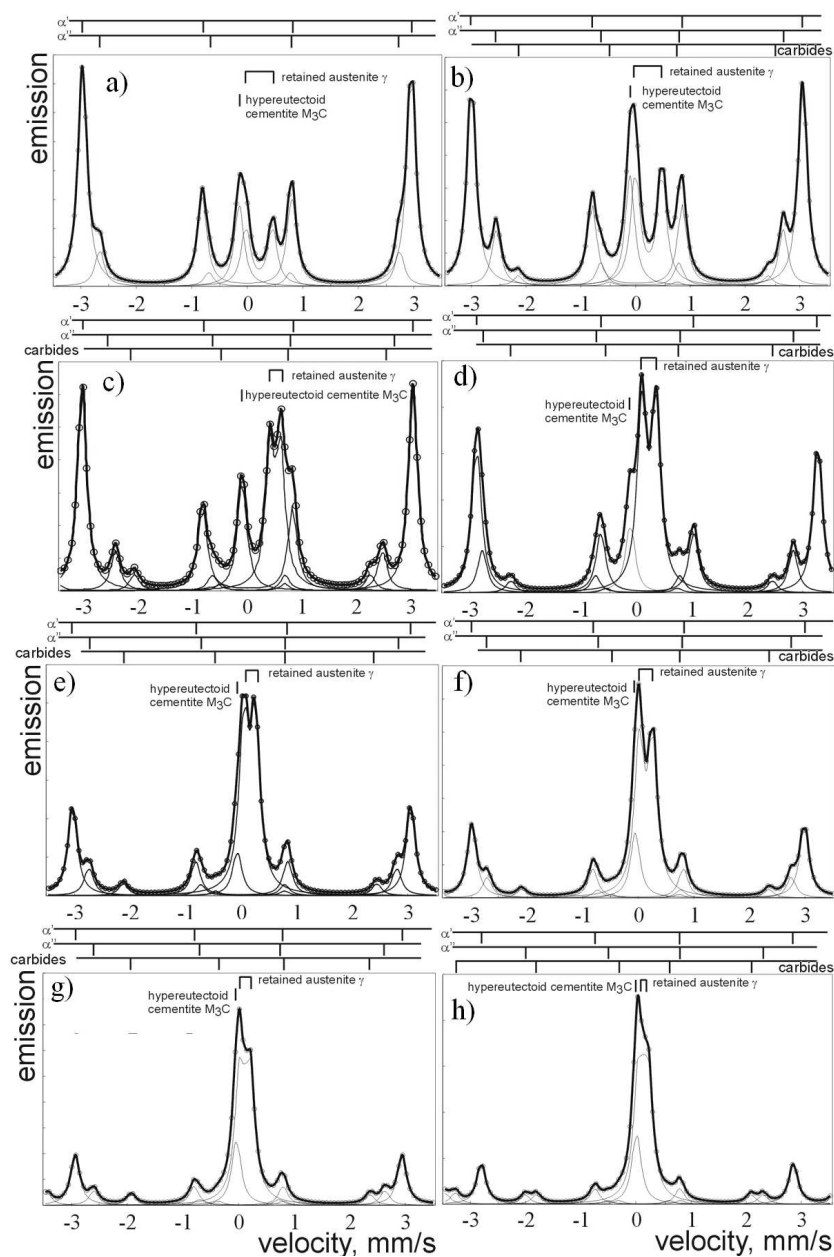 α'
α''
a)
retained austenite γ
hypereutectoid
cementite M₃C
emission
-3 -2 -1 0 1 2 3
α'
α''
carbides
b)
retained austenite γ
hypereutectoid
cementite M₃C
-3 -2 -1 0 1 2 3
α'
α''
carbides
c)
retained austenite γ
hypereutectoid cementite M₃C
emission
-3 -2 -1 0 1 2 3
α'
α''
carbides
d)
retained austenite γ
hypereutectoid
cementite M₃C
-3 -2 -1 0 1 2 3
α'
α''
carbides
e)
hypereutectoid
cementite M₃C
retained austenite γ
emission
-3 -2 -1 0 1 2 3
α'
α''
carbides
f)
hypereutectoid
cementite M₃C
retained austenite γ
-3 -2 -1 0 1 2 3
α'
α''
carbides
g)
retained austenite γ
hypereutectoid
cementite M₃C
emission
-3 -2 -1 0 1 2 3
velocity, mm/s
α'
α''
carbides
hypereutectoid cementite M₃C
retained austenite γ
h)
-3 -2 -1 0 1 2 3
velocity, mm/s